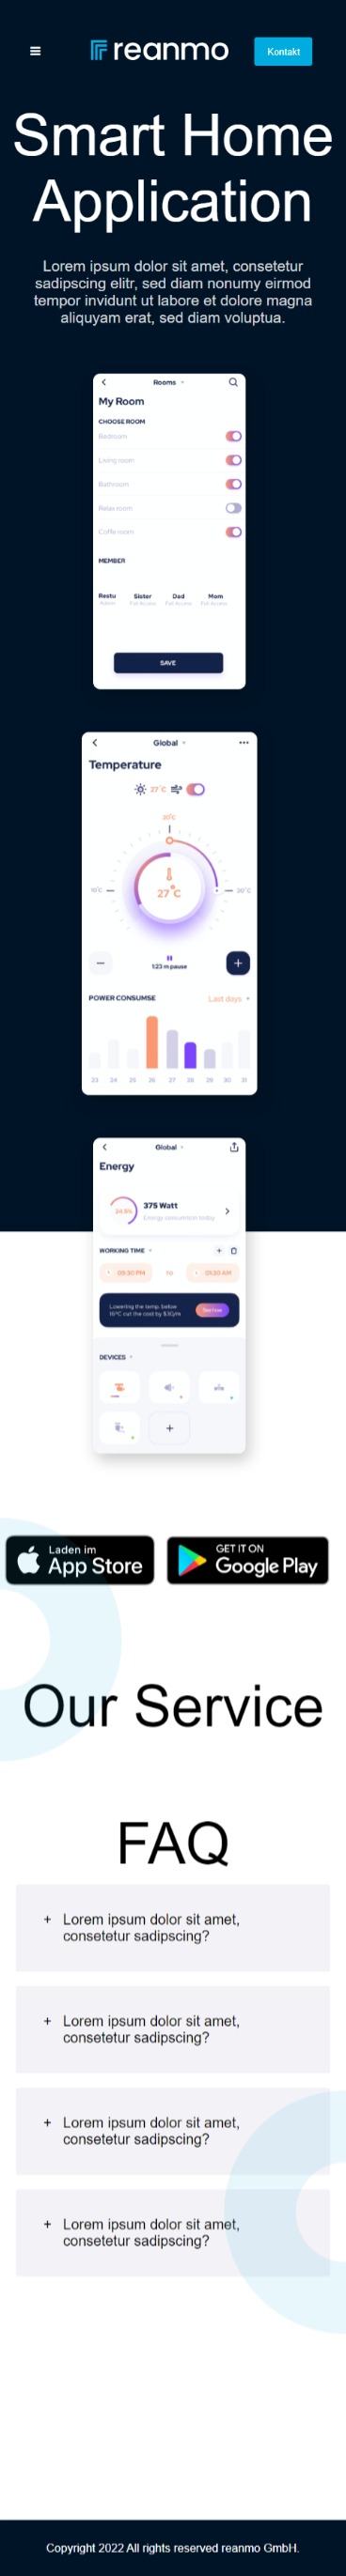 reanmo
Kontakt
Smart Home
Application
Lorem ipsum dolor sit amet, consetetur
sadipscing elitr, sed diam nonumy eirmod
tempor invidunt ut labore et dolore magna
aliquyam erat, sed diam voluptua.
Rooms
My Room
CHOOSE ROOM
Bedroom
Living room
Bathroom
Relax room
Coffe room
MEMBER
Restu Sister Dad Mom
Admin Full Access Full Access Full Access
SAVE
Global
Temperature
27°C
20°C
10°C 30°C
27°C
1:23 m pause
POWER CONSUMSE Last days
23 24 25 26 27 28 29 30 31
Global
Energy
24.8% 375 Watt
Energy consumton today
WORKING TIME
08:30 PM TO 01:30 AM
Lowering the temp. below
15°C cut the cost by $3G/m
See now
DEVICES
Laden im
App Store
GET IT ON
Google Play
Our Service
FAQ
+ Lorem ipsum dolor sit amet,
consetetur sadipscing?
+ Lorem ipsum dolor sit amet,
consetetur sadipscing?
+ Lorem ipsum dolor sit amet,
consetetur sadipscing?
+ Lorem ipsum dolor sit amet,
consetetur sadipscing?
Copyright 2022 All rights reserved reanmo GmbH.